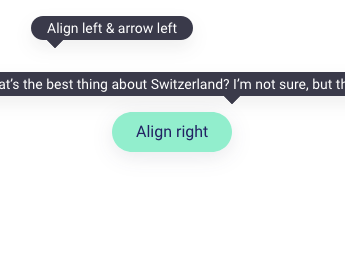 Align left & arrow left
at’s the best thing about Switzerland? I’m not sure, but th
Align right